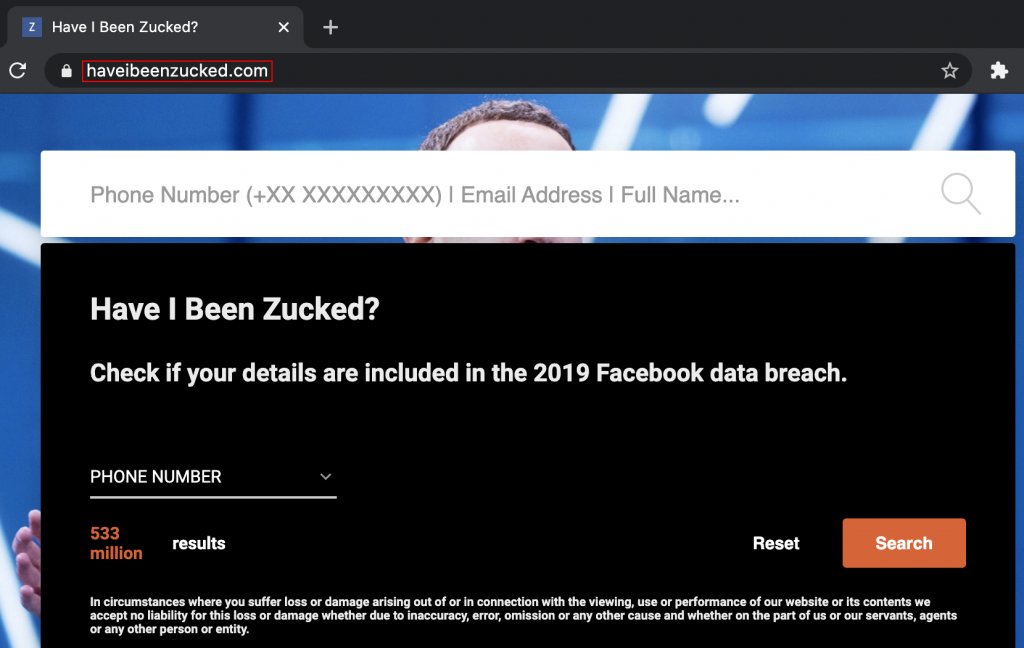 Z Have I Been Zucked?
haveibeenzucked.com
Phone Number (+XX XXXXXXXXX) | Email Address | Full Name...
Have I Been Zucked?
Check if your details are included in the 2019 Facebook data breach.
PHONE NUMBER
533
million results
Reset Search
In circumstances where you suffer loss or damage arising out of or in connection with the viewing, use or performance of our website or its contents we
accept no liability for this loss or damage whether due to inaccuracy, error, omission or any other cause and whether on the part of us or our servants, agents
or any other person or entity.